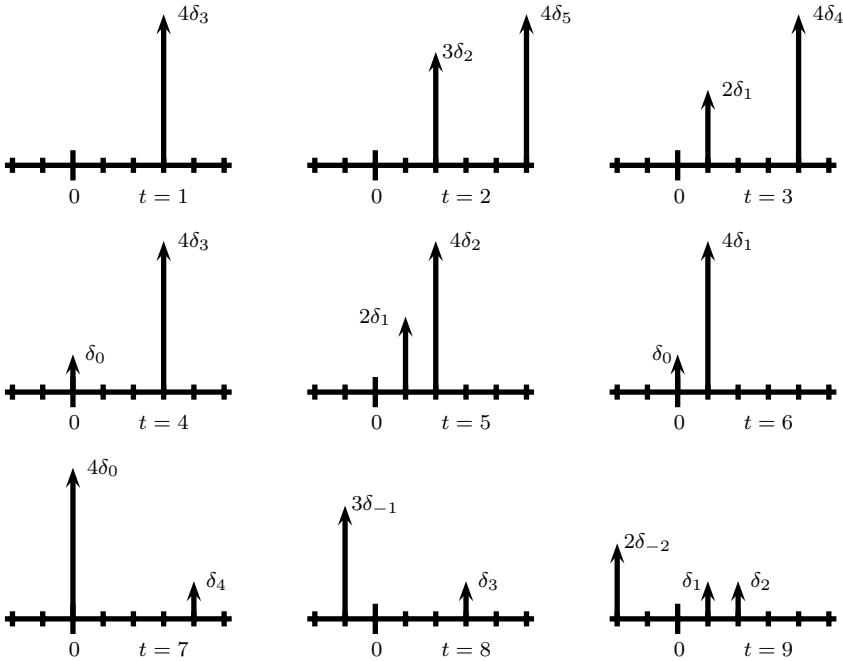 4δ₃
0 t = 1
3δ₂ 4δ₅
0 t = 2
2δ₁ 4δ₄
0 t = 3
δ₀ 4δ₃
0 t = 4
2δ₁ 4δ₂
0 t = 5
δ₀ 4δ₁
0 t = 6
4δ₀ δ₄
0 t = 7
3δ₋₁ δ₃
0 t = 8
2δ₋₂ δ₁ δ₂
0 t = 9